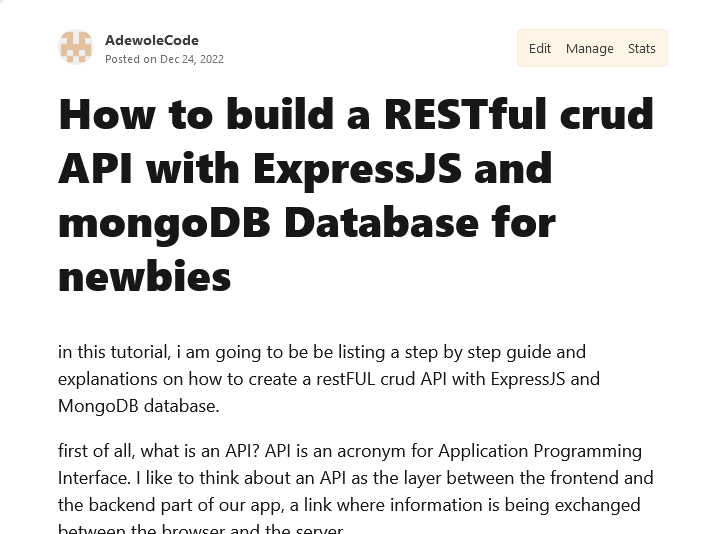 AdewoleCode
Posted on Dec 24, 2022
Edit Manage Stats
How to build a RESTful crud
API with ExpressJS and
mongoDB Database for
newbies
in this tutorial, i am going to be be listing a step by step guide and
explanations on how to create a restFUL crud API with ExpressJS and
MongoDB database.
first of all, what is an API? API is an acronym for Application Programming
Interface. I like to think about an API as the layer between the frontend and
the backend part of our app, a link where information is being exchanged
between the browser and the server.